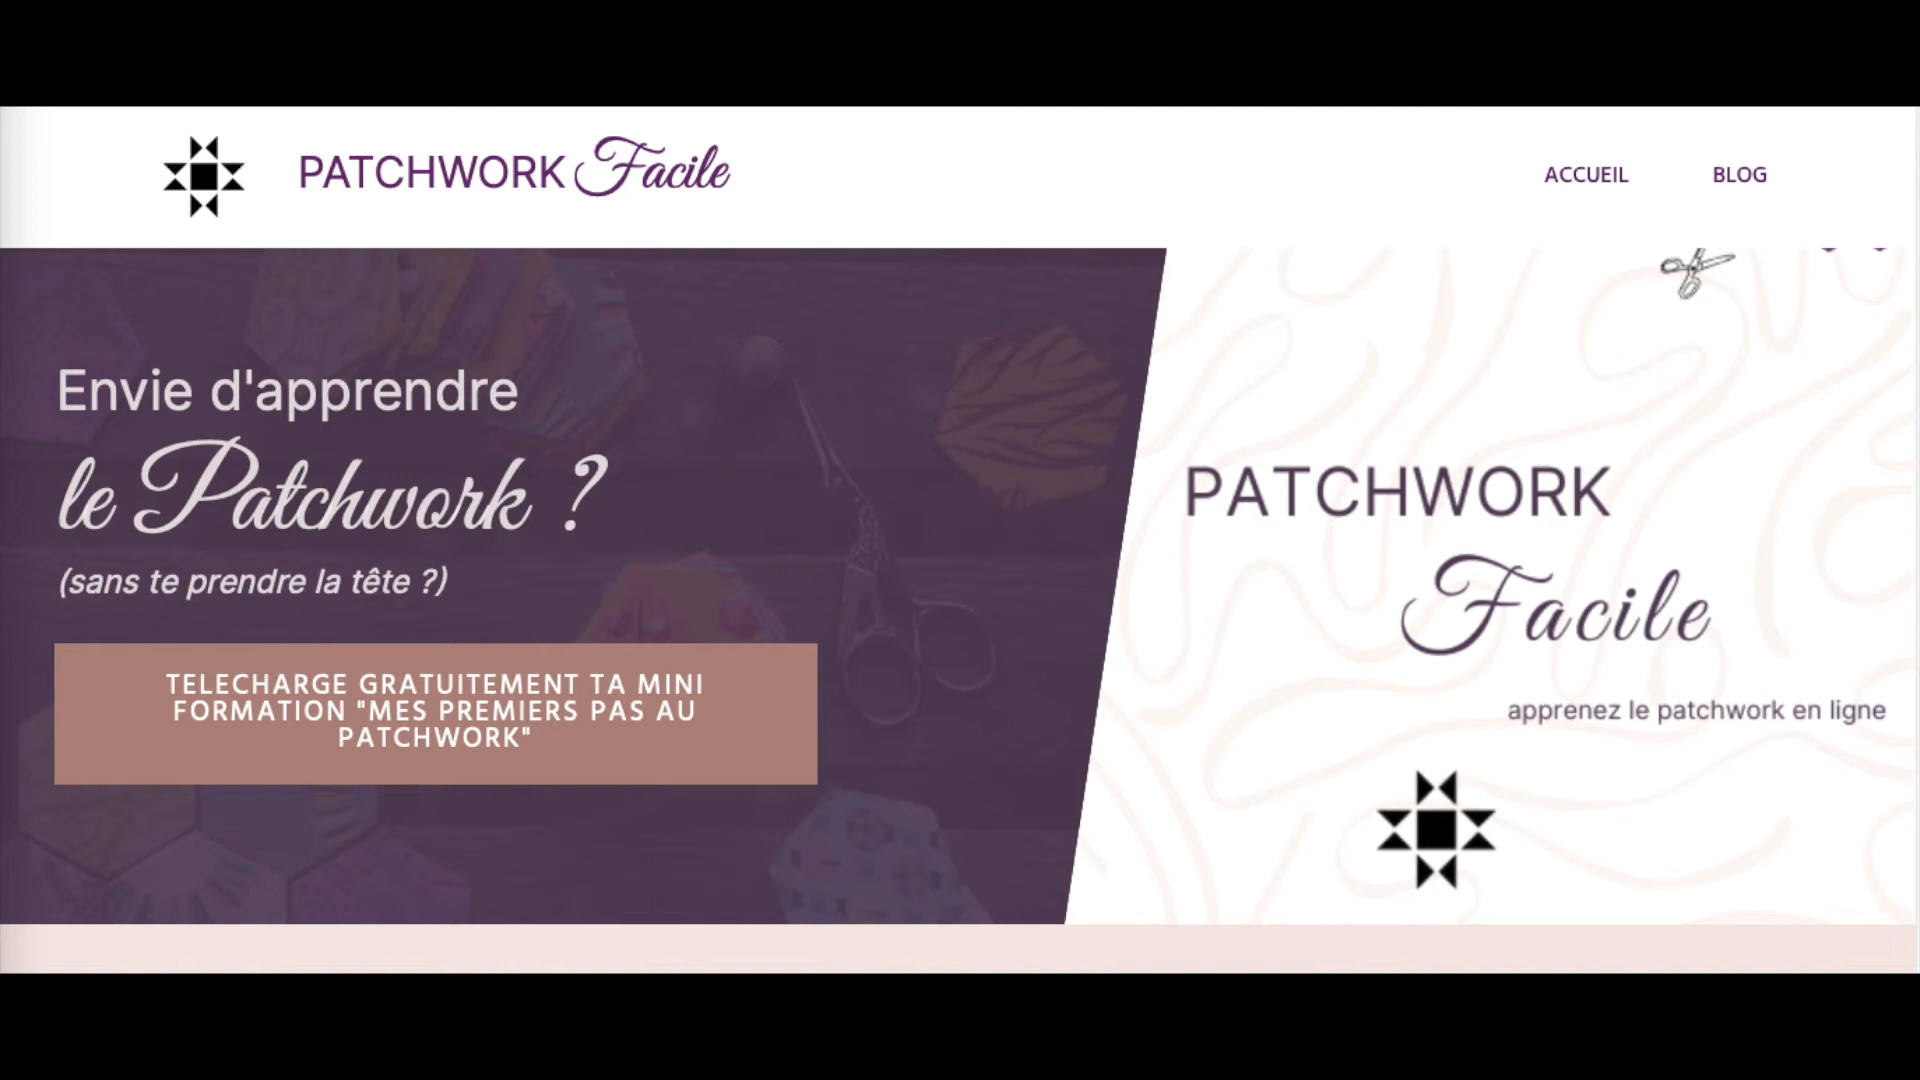 PATCHWORK Facile
ACCUEIL
BLOG
Envie d'apprendre
le Patchwork ?
(sans te prendre la tête ?)
TELECHARGE GRATUITEMENT TA MINI
FORMATION "MES PREMIERS PAS AU
PATCHWORK"
PATCHWORK
Facile
apprenez le patchwork en ligne